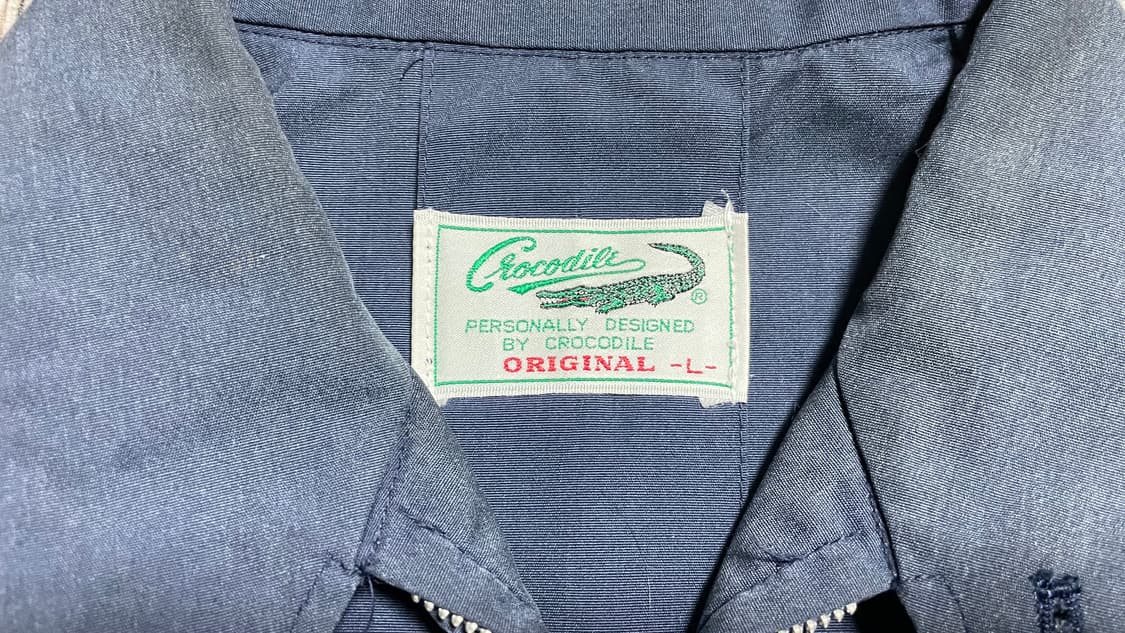 Crocodile
®
PERSONALLY DESIGNED
BY CROCODILE
ORIGINAL -L-